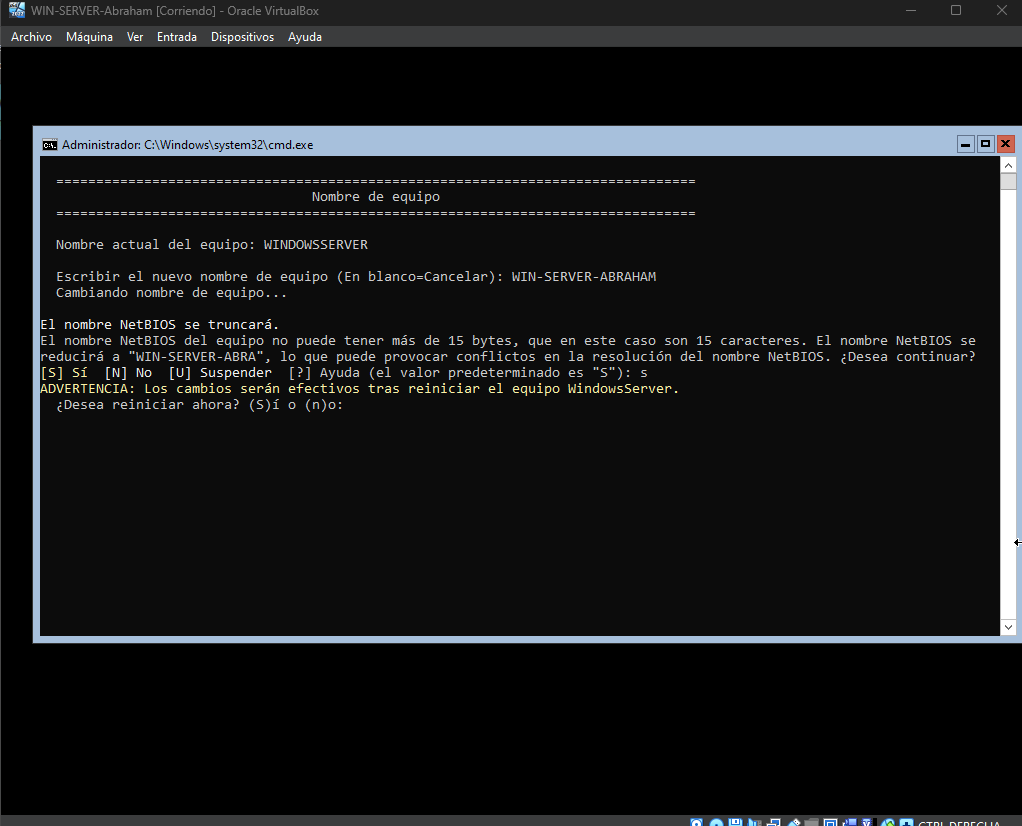 WIN-SERVER-Abraham [Corriendo] - Oracle VirtualBox
Archivo Máquina Ver Entrada Dispositivos Ayuda
Administrador: C:\Windows\system32\cmd.exe
================================================================================
Nombre de equipo
================================================================================
Nombre actual del equipo: WINDOWSSERVER
Escribir el nuevo nombre de equipo (En blanco=Cancelar): WIN-SERVER-ABRAHAM
Cambiando nombre de equipo...
El nombre NetBIOS se truncará.
El nombre NetBIOS del equipo no puede tener más de 15 bytes, que en este caso son 15 caracteres. El nombre NetBIOS se
reducirá a "WIN-SERVER-ABRA", lo que puede provocar conflictos en la resolución del nombre NetBIOS. ¿Desea continuar?
[S] Sí  [N] No  [U] Suspender  [?] Ayuda (el valor predeterminado es "S"): s
ADVERTENCIA: Los cambios serán efectivos tras reiniciar el equipo WindowsServer.
¿Desea reiniciar ahora? (S)í o (n)o:
CTRL DERECHA